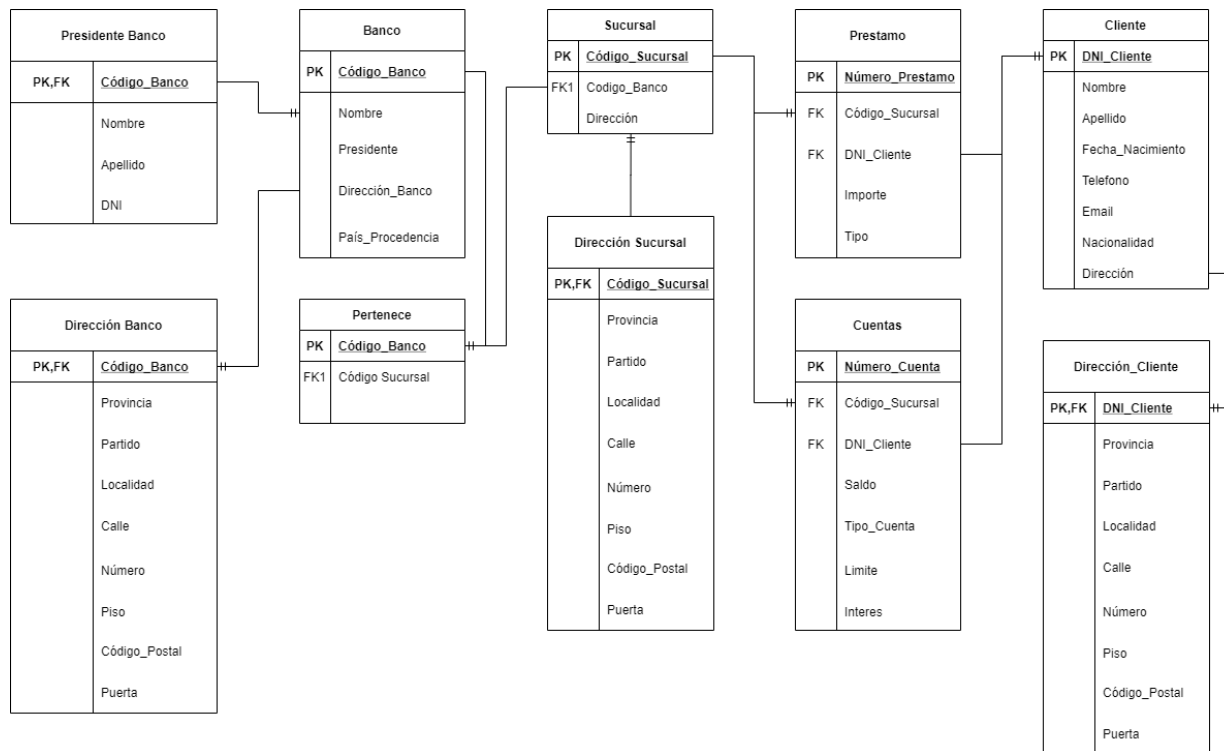 Presidente Banco
PK,FK Código_Banco
Nombre
Apellido
DNI
Banco
PK Código_Banco
Nombre
Presidente
Dirección_Banco
País_Procedencia
Sucursal
PK Código_Sucursal
FK1 Codigo_Banco
Dirección
Prestamo
PK Número_Prestamo
FK Código_Sucursal
FK DNI_Cliente
Importe
Tipo
Cliente
PK DNI_Cliente
Nombre
Apellido
Fecha_Nacimiento
Telefono
Email
Nacionalidad
Dirección
Dirección Banco
PK,FK Código_Banco
Provincia
Partido
Localidad
Calle
Número
Piso
Código_Postal
Puerta
Pertenece
PK Código_Banco
FK1 Código Sucursal
Dirección Sucursal
PK,FK Código_Sucursal
Provincia
Partido
Localidad
Calle
Número
Piso
Código_Postal
Puerta
Cuentas
PK Número_Cuenta
FK Código_Sucursal
FK DNI_Cliente
Saldo
Tipo_Cuenta
Limite
Interes
Dirección_Cliente
PK,FK DNI_Cliente
Provincia
Partido
Localidad
Calle
Número
Piso
Código_Postal
Puerta